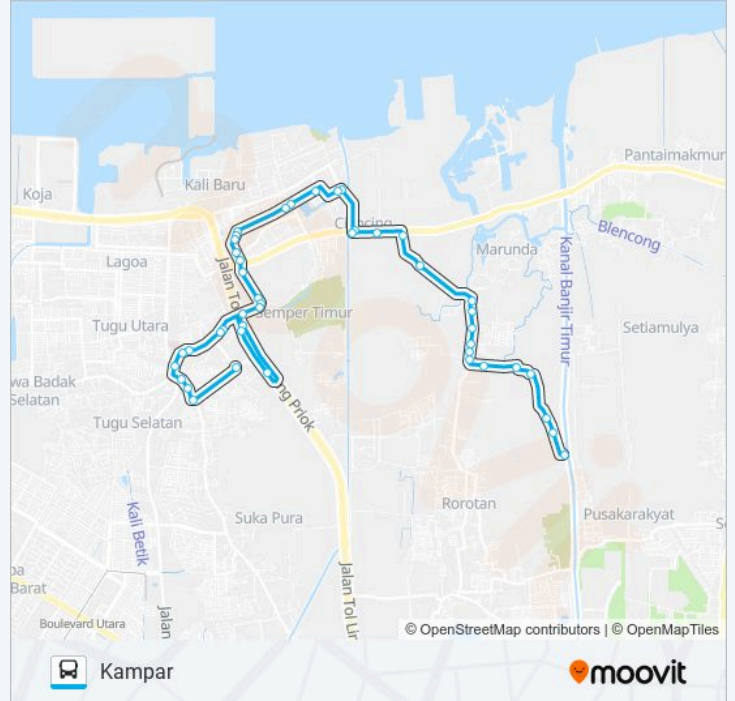 Pantaimakmur
Kali Baru
Koja
Cilincing
Blencong
Marunda
Kanal Banjir Timur
Lagoa
Jalan Tol
Semper Timur
Tugu Utara
Setiamulya
wa Badak
Selatan
ng Priok
Tugu Selatan
Rorotan
Kali Betik
Suka Pura
Pusakarakyat
Jalan Tol Lir
Barat
Boulevard Utara
Jalan
© OpenStreetMap contributors | © OpenMapTiles
Kampar
moovit